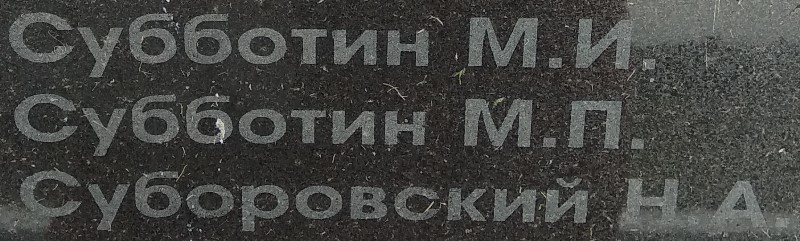 Субботин М.И.
Субботин М.П.
Суборовский Н.А.